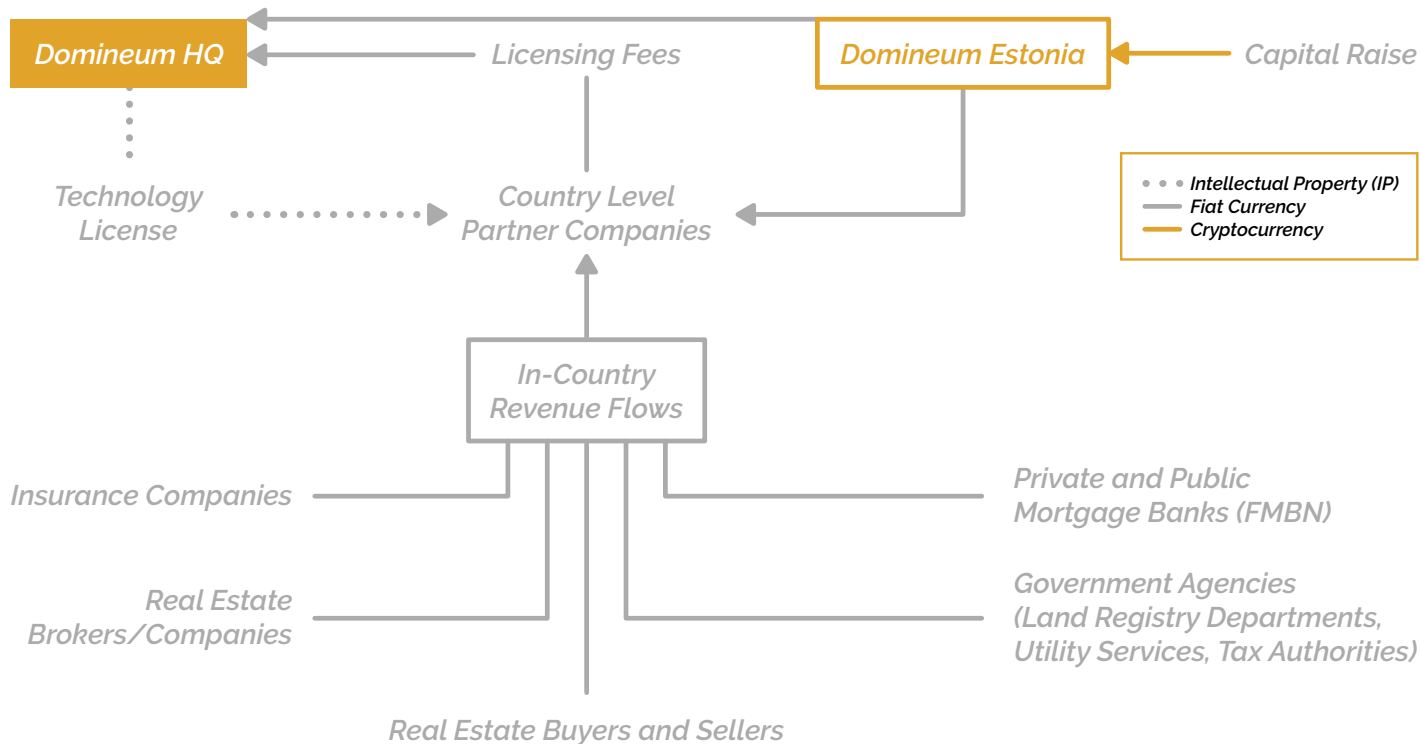 Domineum HQ
Licensing Fees
Domineum Estonia
Capital Raise
Technology
License
Country Level
Partner Companies
Intellectual Property (IP)
Fiat Currency
Cryptocurrency
In-Country
Revenue Flows
Insurance Companies
Private and Public
Mortgage Banks (FMBN)
Real Estate
Brokers/Companies
Government Agencies
(Land Registry Departments,
Utility Services, Tax Authorities)
Real Estate Buyers and Sellers